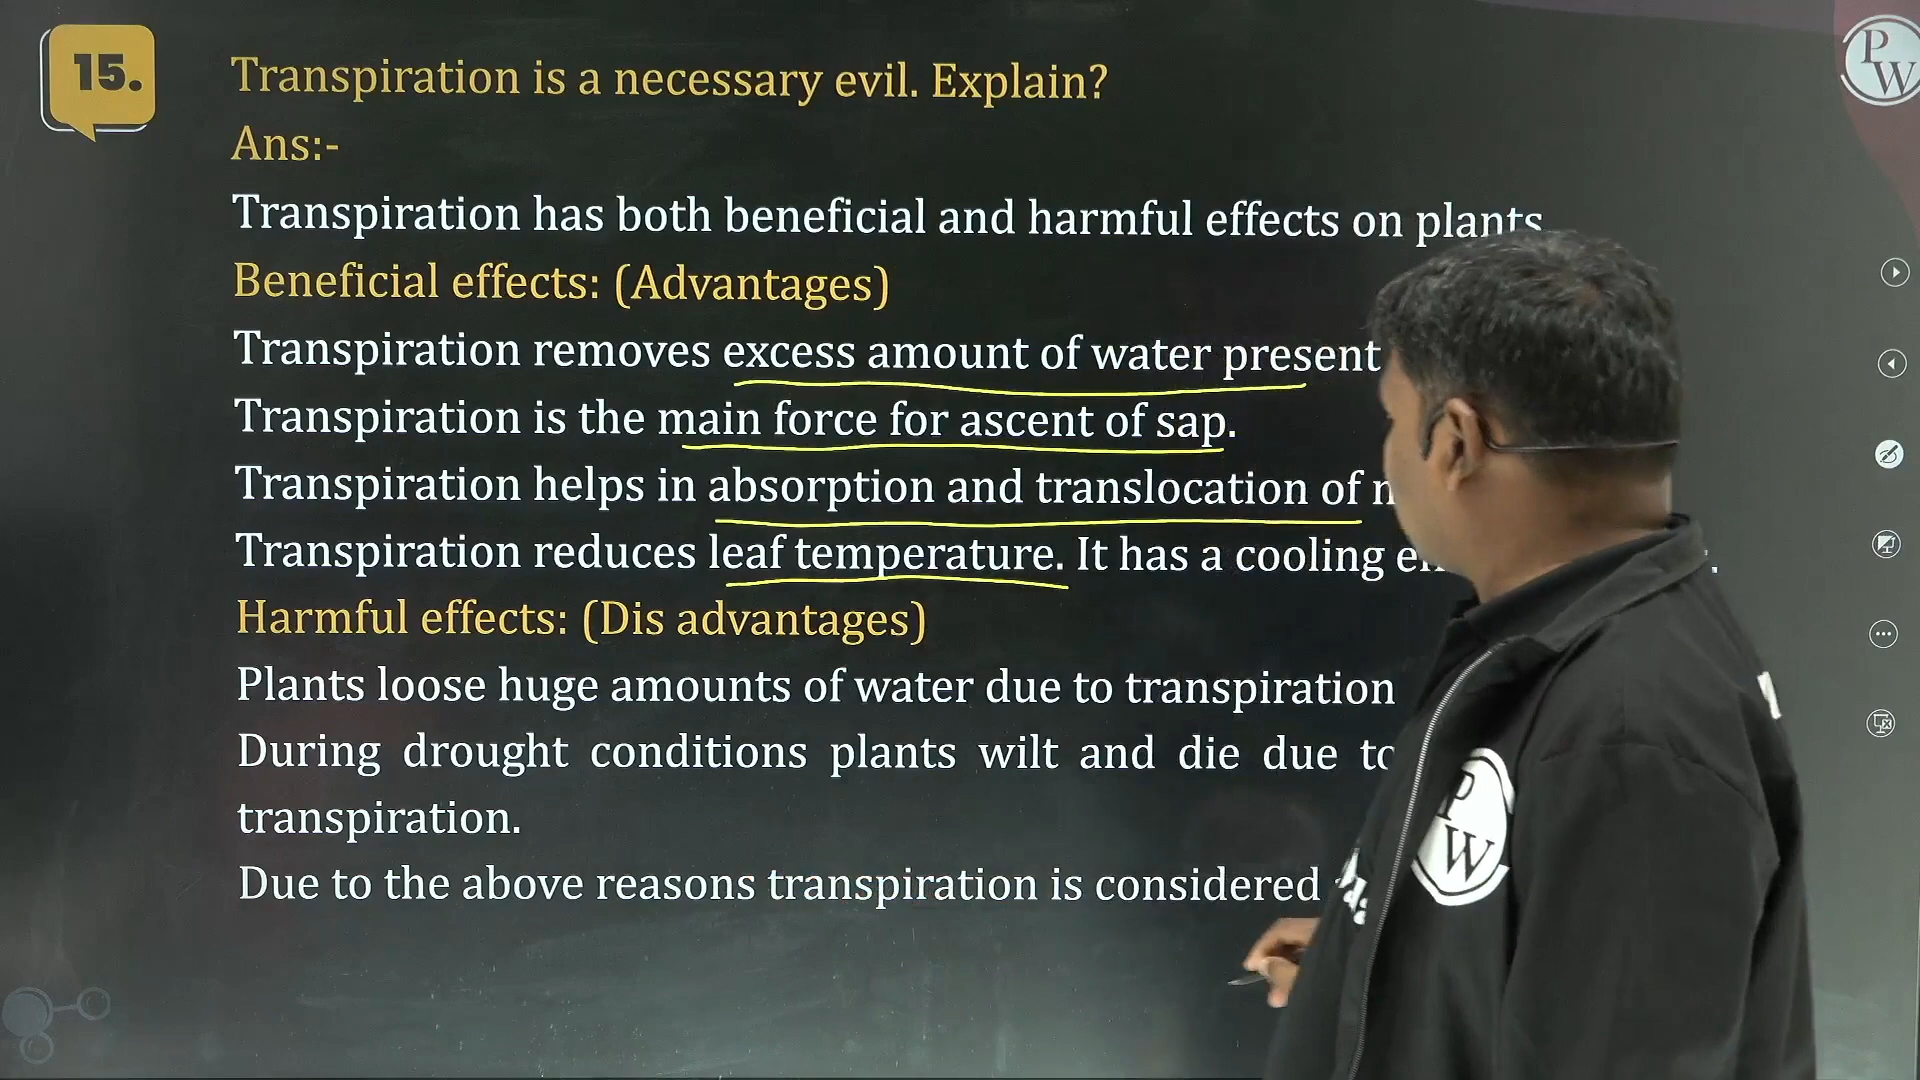 15.
Transpiration is a necessary evil. Explain?
Ans:-
Transpiration has both beneficial and harmful effects on plants
Beneficial effects: (Advantages)
Transpiration removes excess amount of water present
Transpiration is the main force for ascent of sap.
Transpiration helps in absorption and translocation of
Transpiration reduces leaf temperature. It has a cooling
Harmful effects: (Dis advantages)
Plants loose huge amounts of water due to transpiration
During drought conditions plants wilt and die due to
transpiration.
Due to the above reasons transpiration is considered
PW
PW